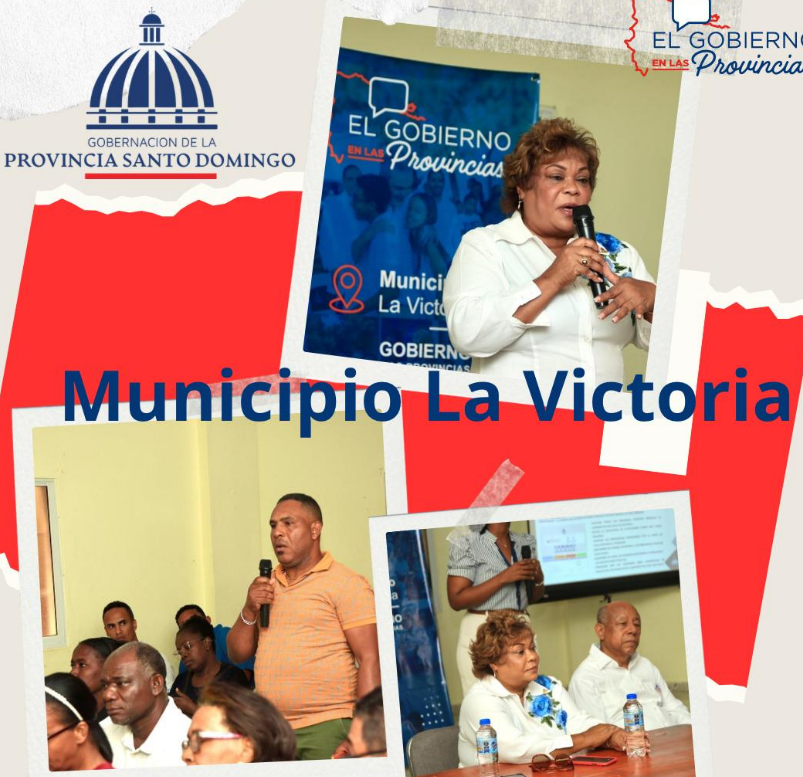 GOBERNACION DE LA
PROVINCIA SANTO DOMINGO
EL GOBIERNO
EN LAS Provincia
EL GOBIERNO
EN LAS Provincias
Munici
La Victo
GOBIERNO
PROVINCIAS
Municipio La Victoria